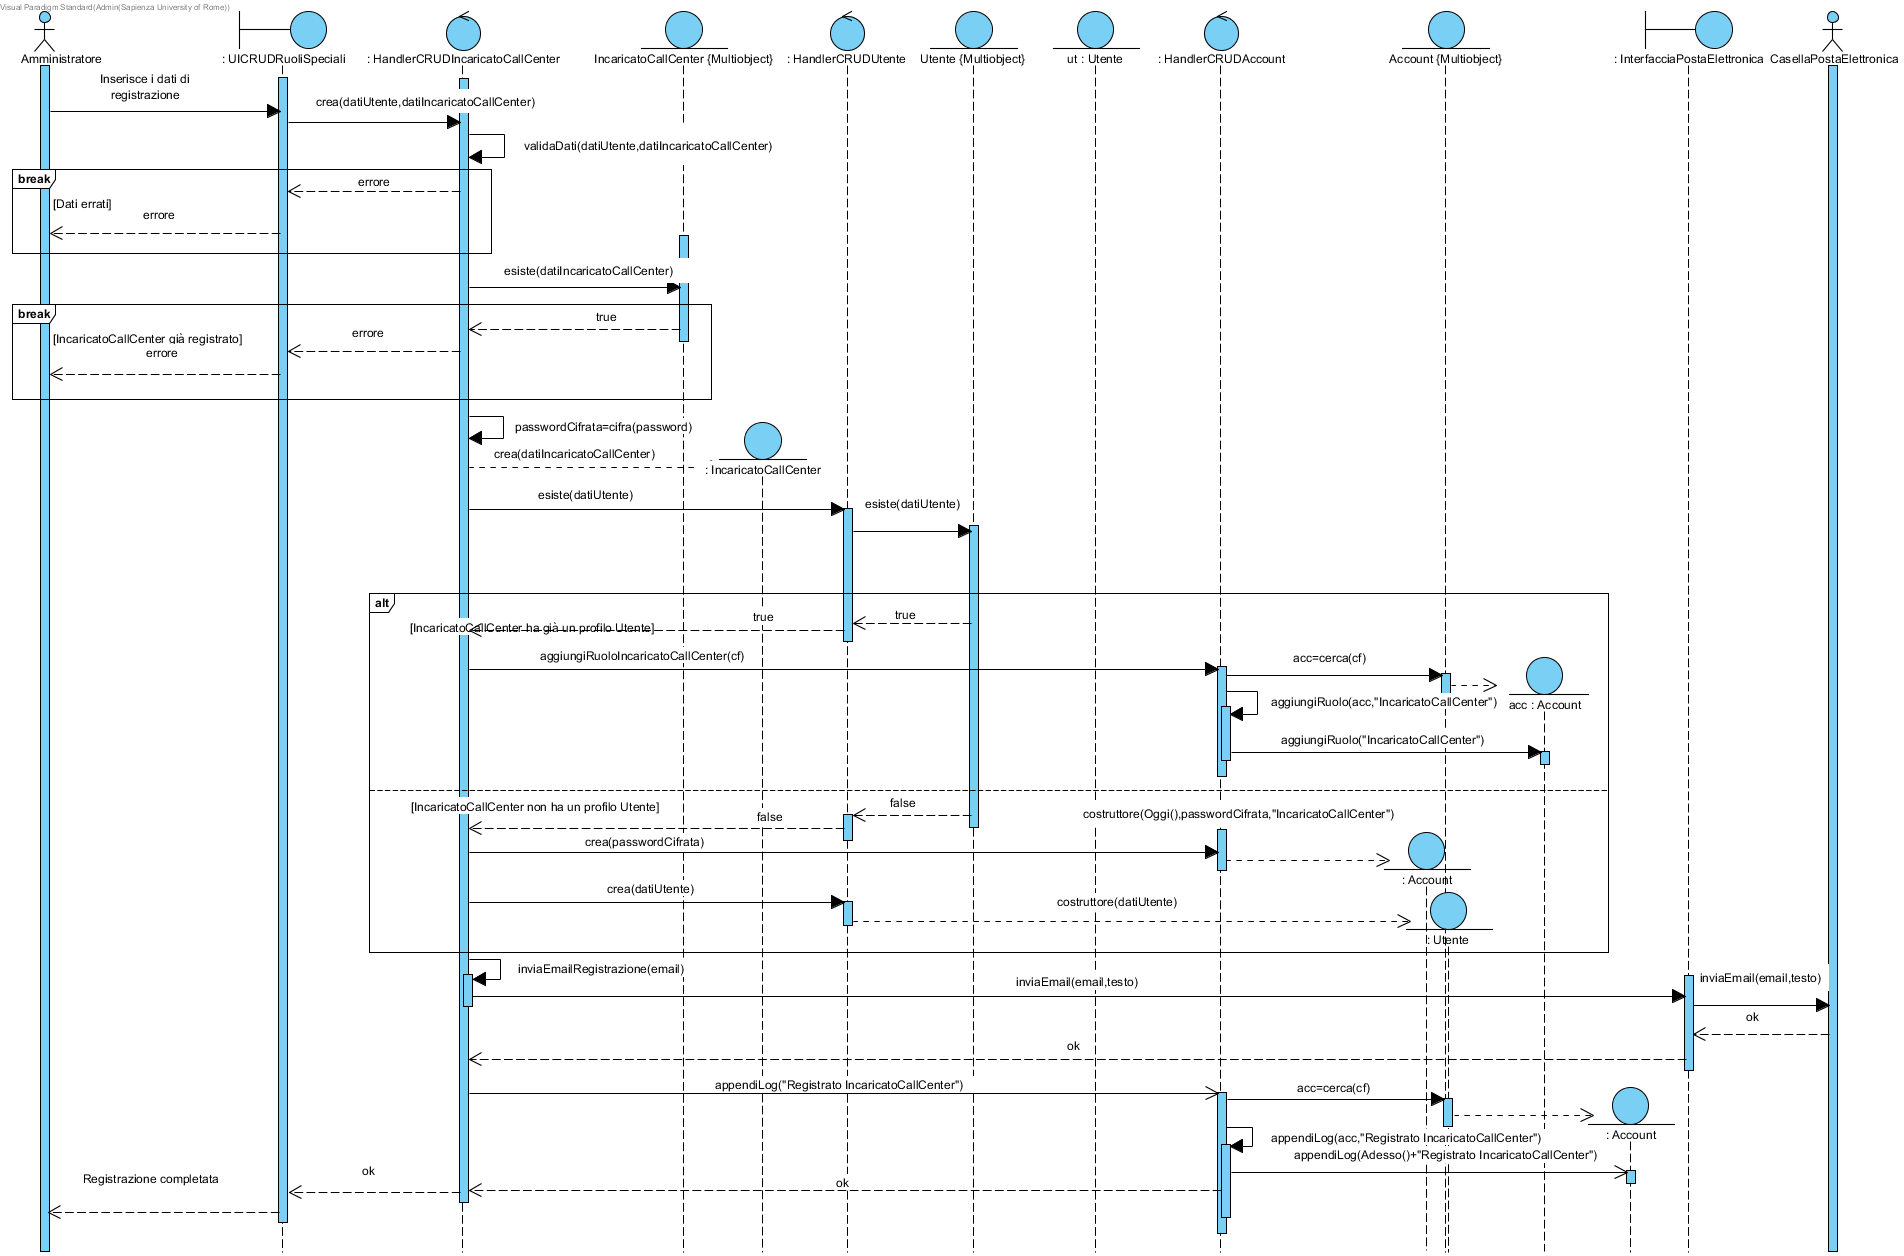 Visual Paradigm Standard(Admin(Sapienza University of Rome))
Amministratore
: UICRUDRuoliSpeciali
: HandlerCRUDIncaricatoCallCenter
IncaricatoCallCenter {Multiobject}
: HandlerCRUDUtente
Utente {Multiobject}
ut : Utente
: HandlerCRUDAccount
Account {Multiobject}
: InterfacciaPostaElettronica
CasellaPostaElettronica
Inserisce i dati di
registrazione
crea(datiUtente,datiIncaricatoCallCenter)
validaDati(datiUtente,datiIncaricatoCallCenter)
break
errore
[Dati errati]
errore
esiste(datiIncaricatoCallCenter)
break
true
errore
[IncaricatoCallCenter già registrato]
errore
passwordCifrata=cifra(password)
crea(datiIncaricatoCallCenter)
: IncaricatoCallCenter
esiste(datiUtente)
esiste(datiUtente)
alt
true
true
[IncaricatoCallCenter ha già un profilo Utente]
aggiungiRuoloIncaricatoCallCenter(cf)
acc=cerca(cf)
aggiungiRuolo(acc,"IncaricatoCallCenter")
acc : Account
aggiungiRuolo("IncaricatoCallCenter")
[IncaricatoCallCenter non ha un profilo Utente]
false
false
costruttore(Oggi(),passwordCifrata,"IncaricatoCallCenter")
crea(passwordCifrata)
: Account
crea(datiUtente)
costruttore(datiUtente)
: Utente
inviaEmailRegistrazione(email)
inviaEmail(email,testo)
inviaEmail(email,testo)
ok
ok
appendiLog("Registrato IncaricatoCallCenter")
acc=cerca(cf)
: Account
appendiLog(acc,"Registrato IncaricatoCallCenter")
appendiLog(Adesso()+"Registrato IncaricatoCallCenter")
ok
ok
Registrazione completata